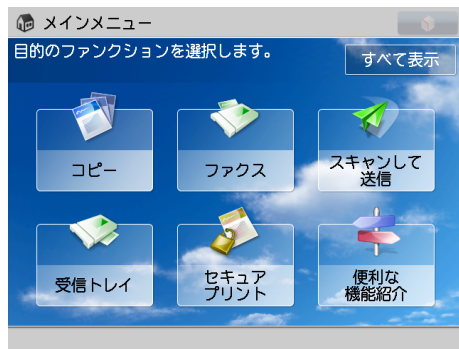 メインメニュー
目的のファンクションを選択します。
すべて表示
コピー
ファクス
スキャンして
送信
受信トレイ
セキュア
プリント
便利な
機能紹介